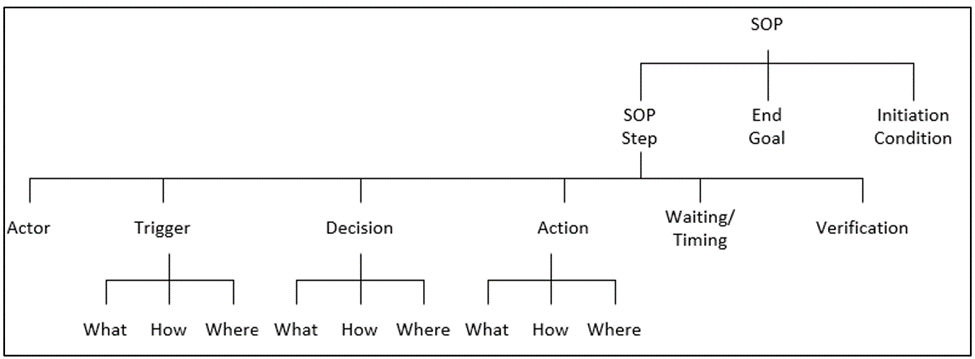 SOP
SOP End Initiation
Step Goal Condition
Actor Trigger Decision Action Waiting/ Verification
Timing
What How Where What How Where What How Where